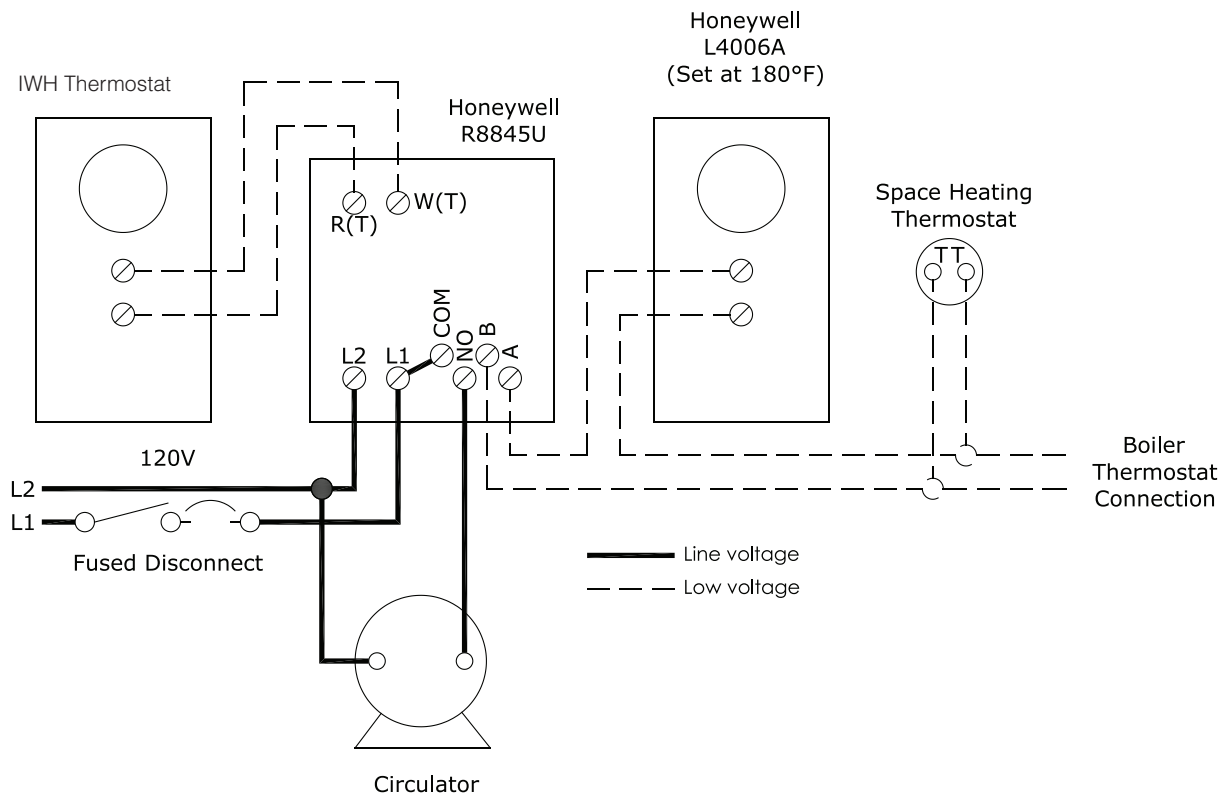 Honeywell
L4006A
(Set at 180°F)
IWH Thermostat
Honeywell
R8845U
Space Heating
Thermostat
R(T)
W(T)
T T
COM
NO
B
A
L2
L1
120V
L2
L1
Fused Disconnect
Boiler
Thermostat
Connection
Line voltage
Low voltage
Circulator